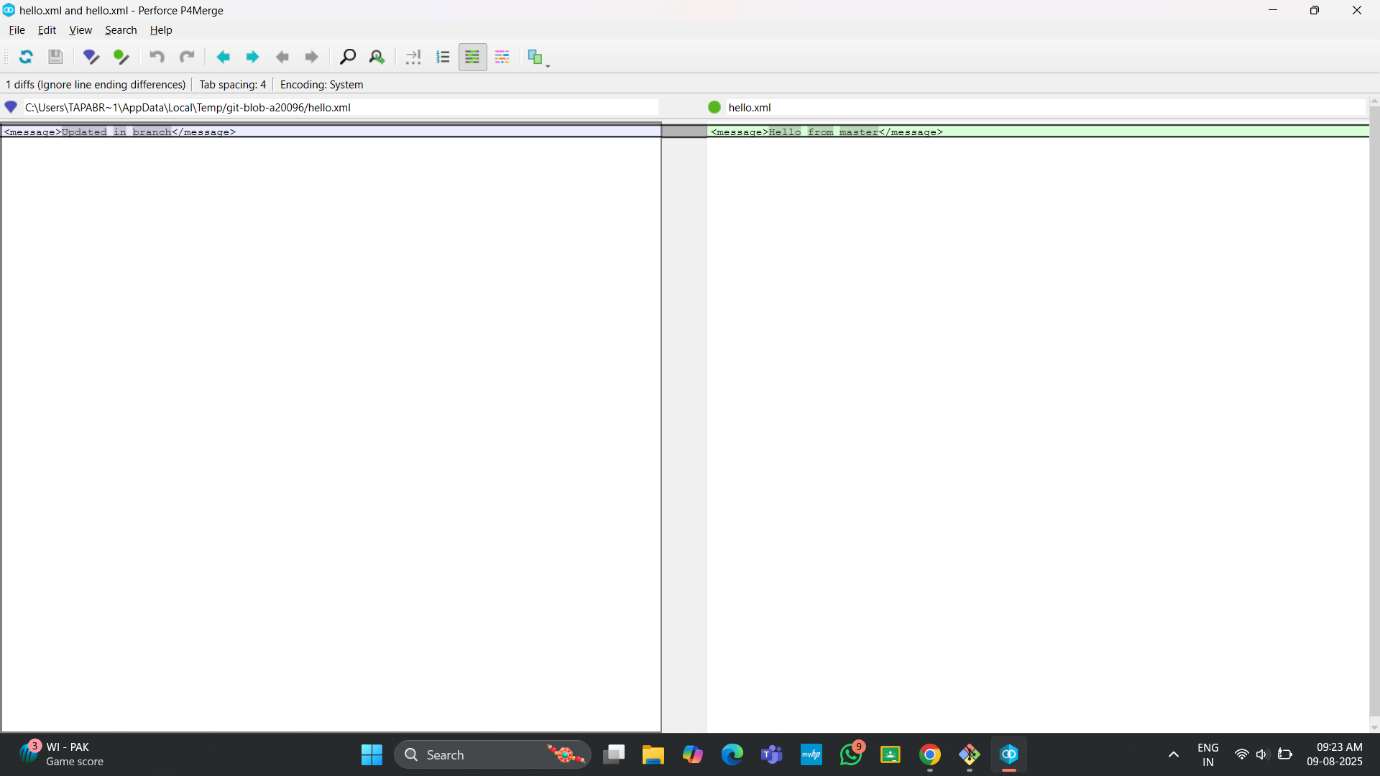 hello.xml and hello.xml - Perforce P4Merge
File Edit View Search Help
1 diffs (Ignore line ending differences) Tab spacing: 4 Encoding: System
C:\Users\TAPABR~1\AppData\Local\Temp/git-blob-a20096/hello.xml
hello.xml
<message>Updated in branch</message>
<message>Hello from master</message>
3
WI - PAK
Game score
Search
myhp
9
ENG
IN
09:23 AM
09-08-2025